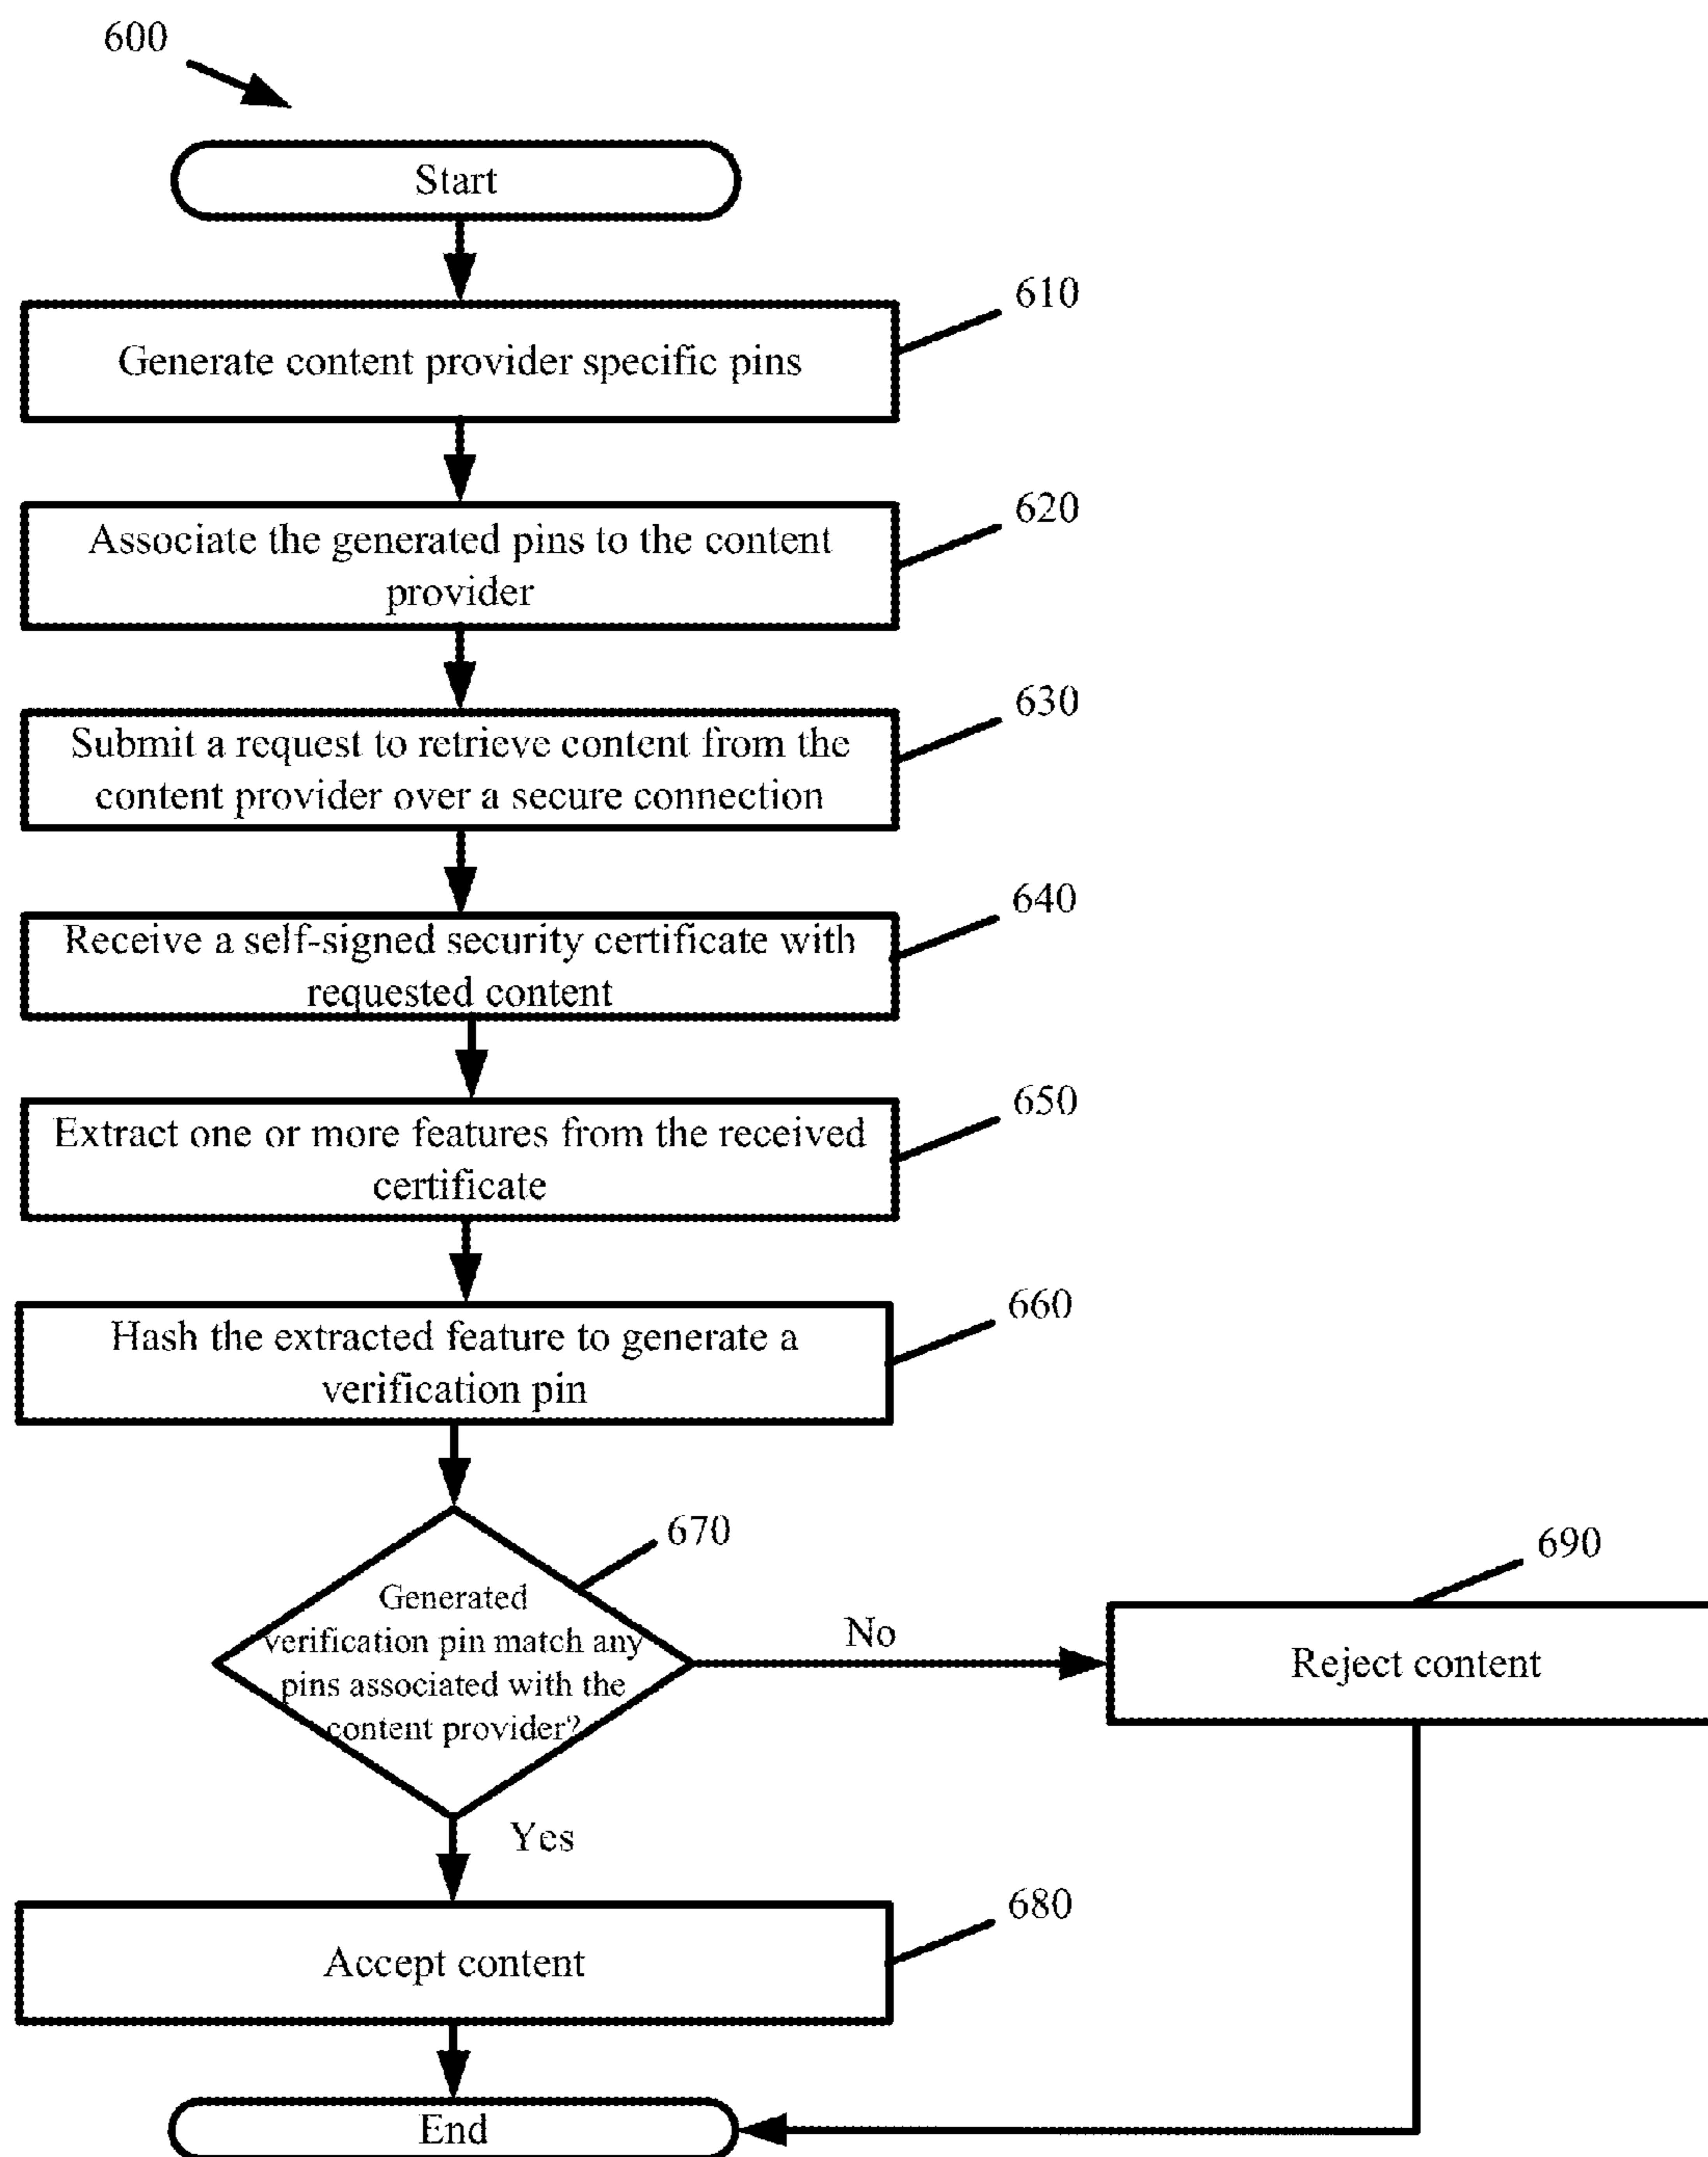 600
Start
610
Generate content provider specific pins
620
Associate the generated pins to the content
provider
630
Submit a request to retrieve content from the
content provider over a secure connection
640
Receive a self-signed security certificate with
requested content
650
Extract one or more features from the received
certificate
660
Hash the extracted feature to generate a
verification pin
670
Generated
verification pin match any
pins associated with the
content provider?
No
690
Reject content
Yes
680
Accept content
End